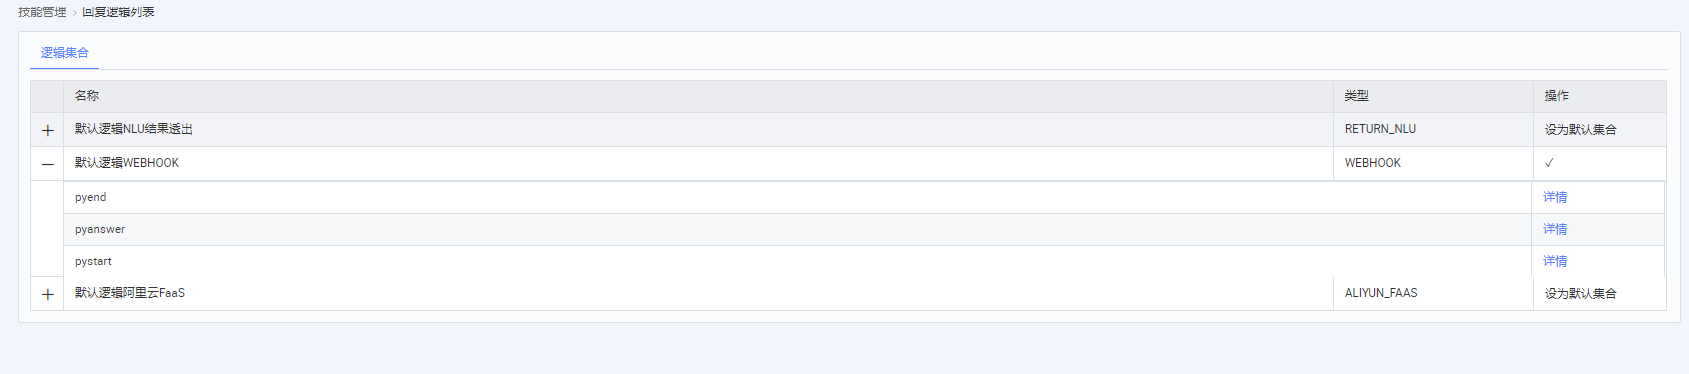 技能管理 > 回复逻辑列表
逻辑集合
名称 类型 操作
+ 默认逻辑NLU结果透出 RETURN_NLU 设为默认集合
— 默认逻辑WEBHOOK WEBHOOK ✓
pyend 详情
pyanswer 详情
pystart 详情
+ 默认逻辑阿里云FaaS ALIYUN_FAAS 设为默认集合